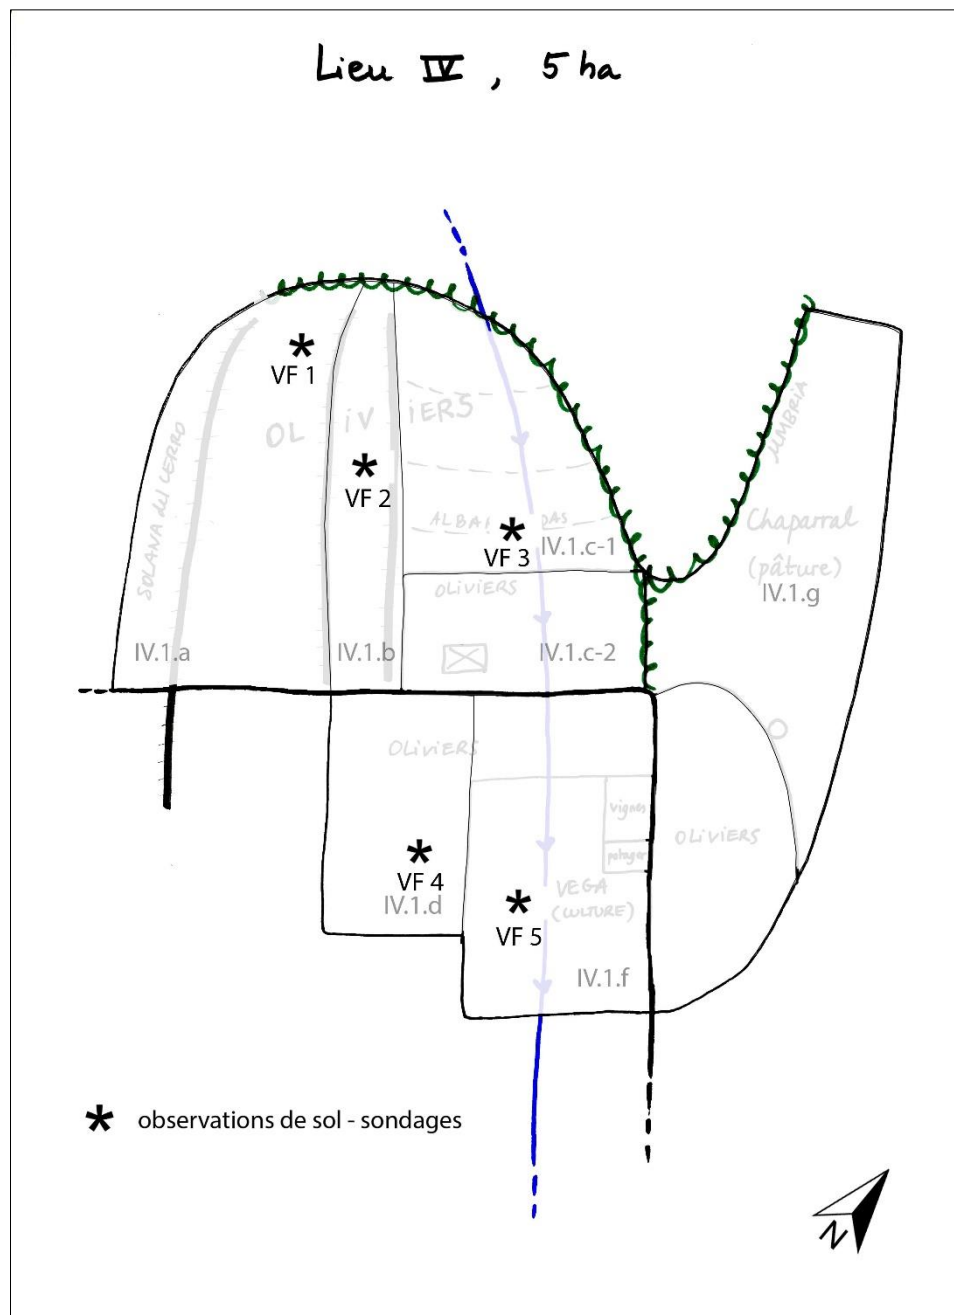 Lieu IV, 5 ha
VF 1
OLIVIERS
SOLANA del CERRO
UMBRIA
VF 2
ALBA! DAS
VF 3
IV.1.c-1
Chaparral
(pâture)
IV.1.g
OLIVIERS
IV.1.a
IV.1.b
IV.1.c-2
OLIVIERS
vignes
potager
OLIVIERS
VF 4
IV.1.d
VEGA
(CULTURE)
VF 5
IV.1.f
* observations de sol - sondages
N